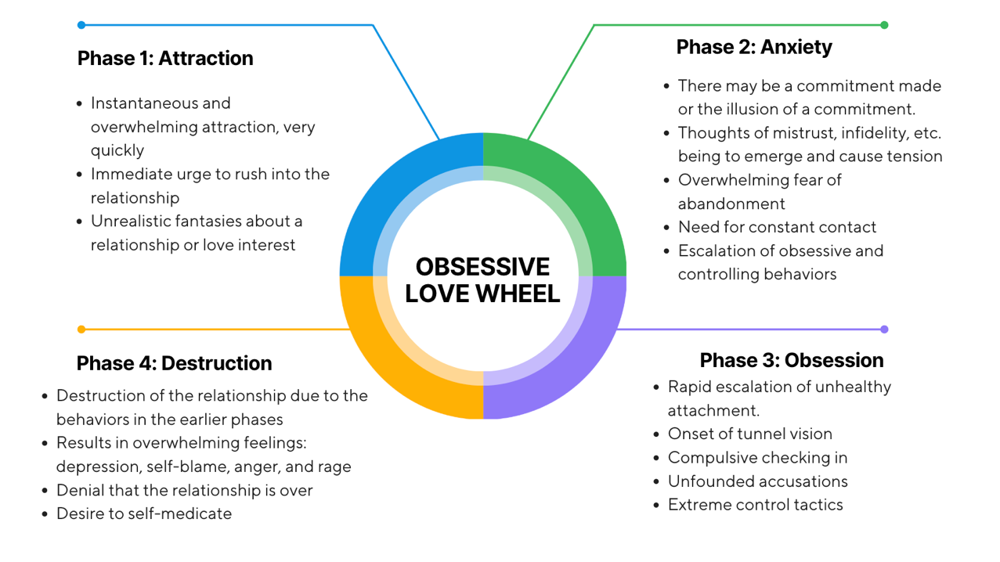 Phase 1: Attraction
• Instantaneous and
overwhelming attraction, very
quickly
• Immediate urge to rush into the
relationship
• Unrealistic fantasies about a
relationship or love interest
Phase 2: Anxiety
• There may be a commitment made
or the illusion of a commitment.
• Thoughts of mistrust, infidelity, etc.
being to emerge and cause tension
• Overwhelming fear of
abandonment
• Need for constant contact
• Escalation of obsessive and
controlling behaviors
OBSESSIVE
LOVE WHEEL
Phase 3: Obsession
• Rapid escalation of unhealthy
attachment.
• Onset of tunnel vision
• Compulsive checking in
• Unfounded accusations
• Extreme control tactics
Phase 4: Destruction
• Destruction of the relationship due to the
behaviors in the earlier phases
• Results in overwhelming feelings:
depression, self-blame, anger, and rage
• Denial that the relationship is over
• Desire to self-medicate